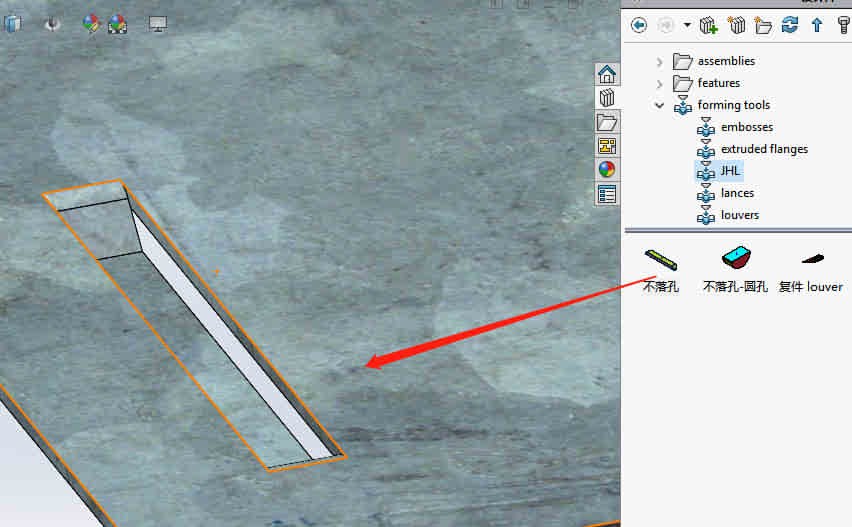 assemblies
features
forming tools
embosses
extruded flanges
JHL
lances
louvers
不落孔
不落孔-圆孔
复件 louver